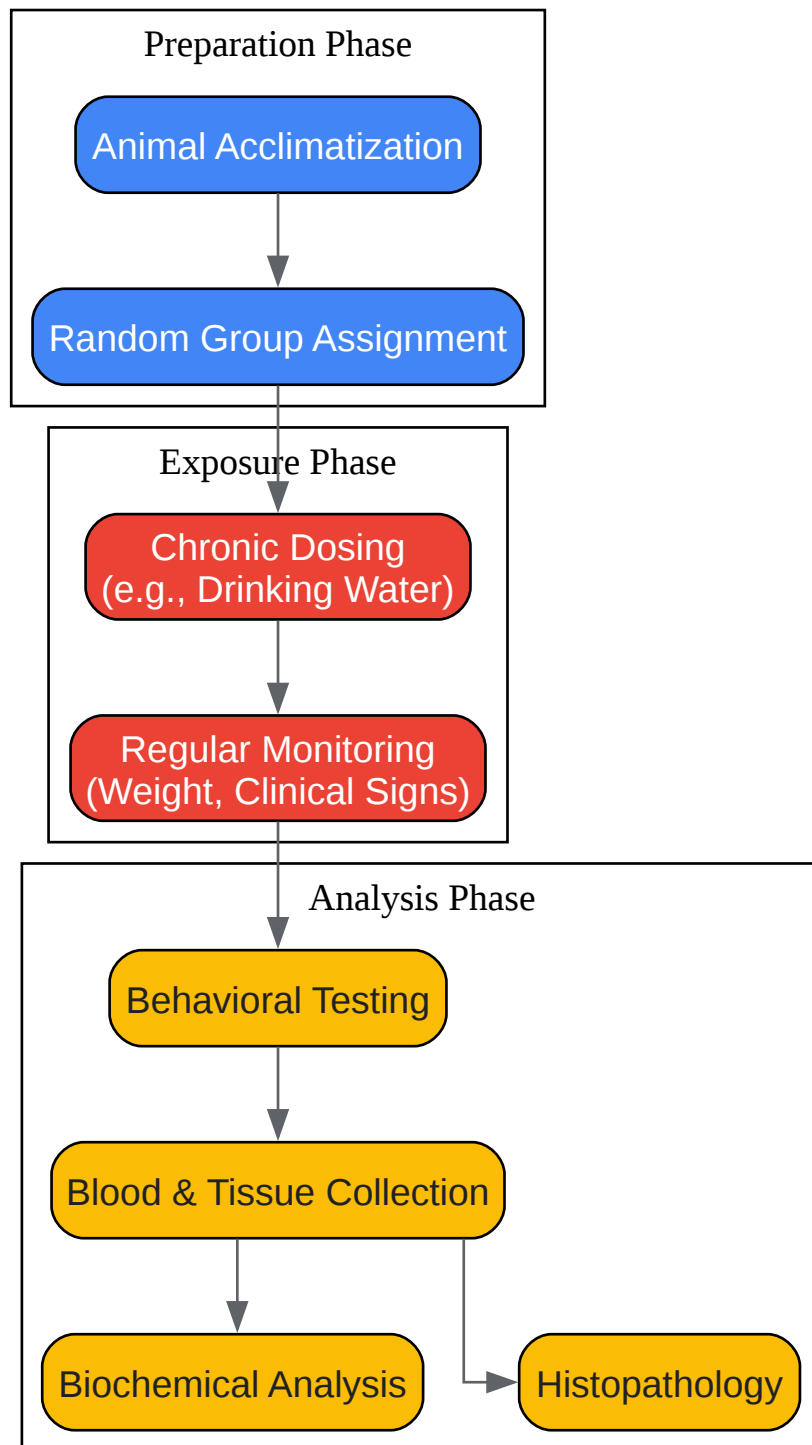 Preparation Phase
Animal Acclimatization
Random Group Assignment
Exposure Phase
Chronic Dosing
(e.g., Drinking Water)
Regular Monitoring
(Weight, Clinical Signs)
Analysis Phase
Behavioral Testing
Blood & Tissue Collection
Biochemical Analysis
Histopathology